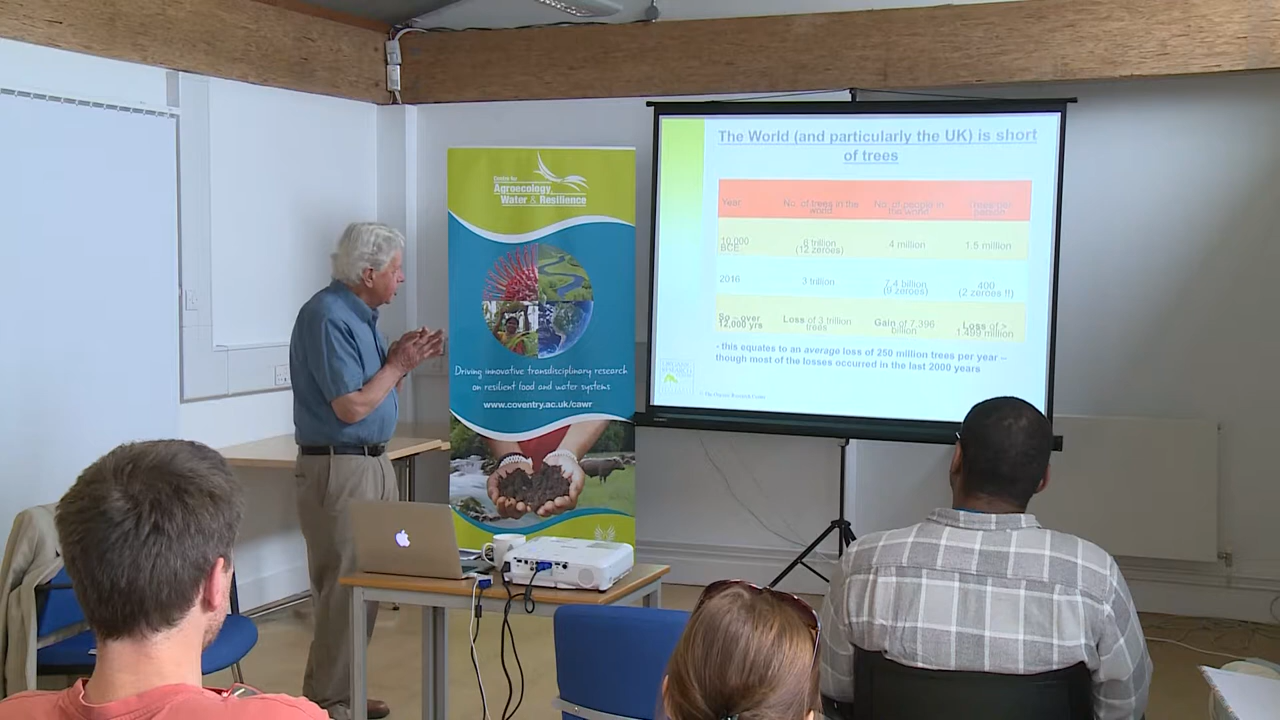 Centre for
Agroecology,
Water & Resilience
Driving innovative transdisciplinary research
on resilient food and water systems
www.coventry.ac.uk/cawr
The World (and particularly the UK) is short
of trees
Year
No. of trees in the
world
No. of people in
the world
Trees per
person
10,000
BCE
6 trillion
(12 zeroes)
4 million
1.5 million
2016
3 trillion
7.4 billion
(9 zeroes)
400
(2 zeroes !!)
So – over
12,000 yrs
Loss of 3 trillion
trees
Gain of 7,396
billion
Loss of >
1.499 million
- this equates to an average loss of 250 million trees per year –
though most of the losses occurred in the last 2000 years
© The Organic Research Centre